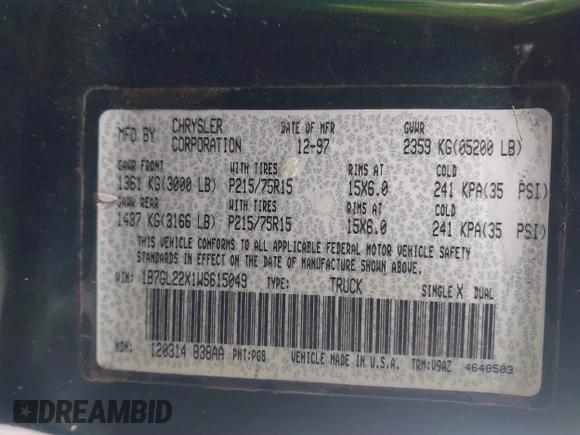 MFD BY CHRYSLER CORPORATION DATE OF MFR 12-97 GVWR 2359 KG(05200 LB)
GAWR FRONT WITH TIRES RIMS AT COLD
1361 KG(3000 LB) P215/75R15 15X6.0 241 KPA(35 PSI)
GAWR REAR WITH TIRES RIMS AT COLD
1437 KG(3166 LB) P215/75R15 15X6.0 241 KPA(35 PSI)
THIS VEHICLE CONFORMS TO ALL APPLICABLE FEDERAL MOTOR VEHICLE SAFETY
STANDARDS IN EFFECT ON THE DATE OF MANUFACTURE SHOWN ABOVE.
VIN: 1B7GL22X1WS615049 TYPE: TRUCK SINGLE X DUAL
MDH: 120314 838AA PNT:PG8 VEHICLE MADE IN U.S.A. TRM:V9AZ 4648503
DREAMBID